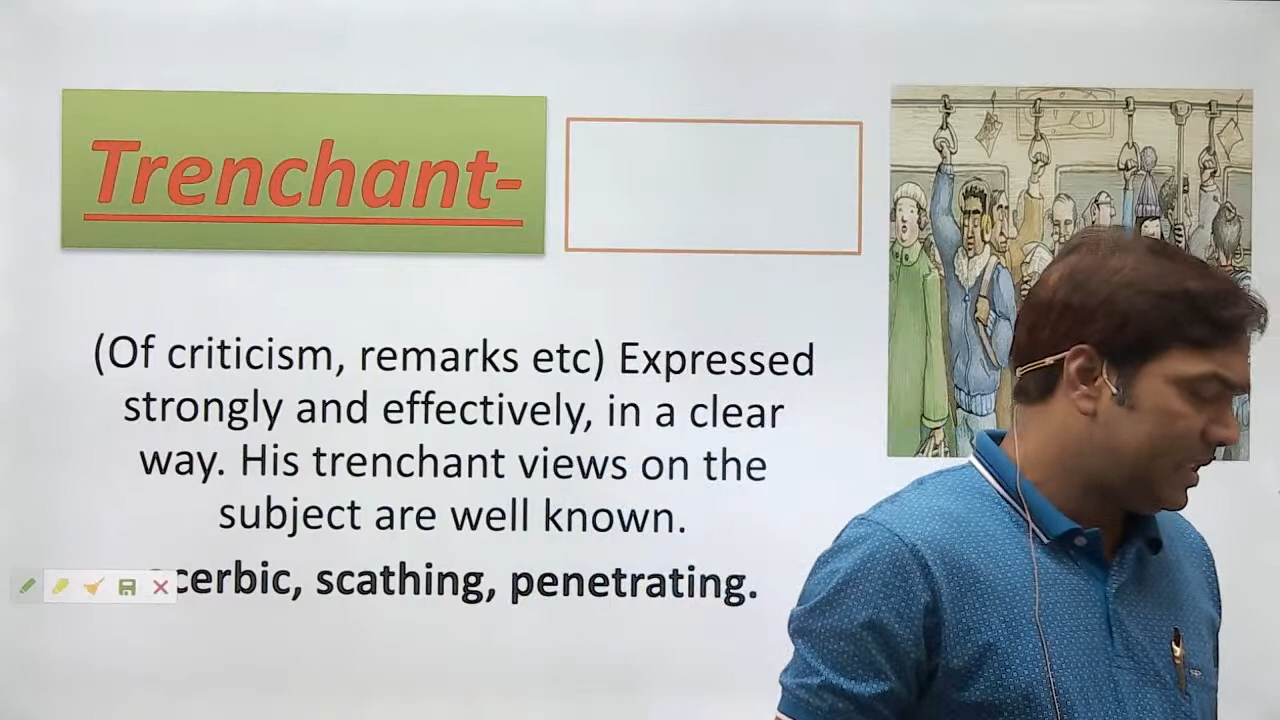 Trenchant-
(Of criticism, remarks etc) Expressed
strongly and effectively, in a clear
way. His trenchant views on the
subject are well known.
acerbic, scathing, penetrating.